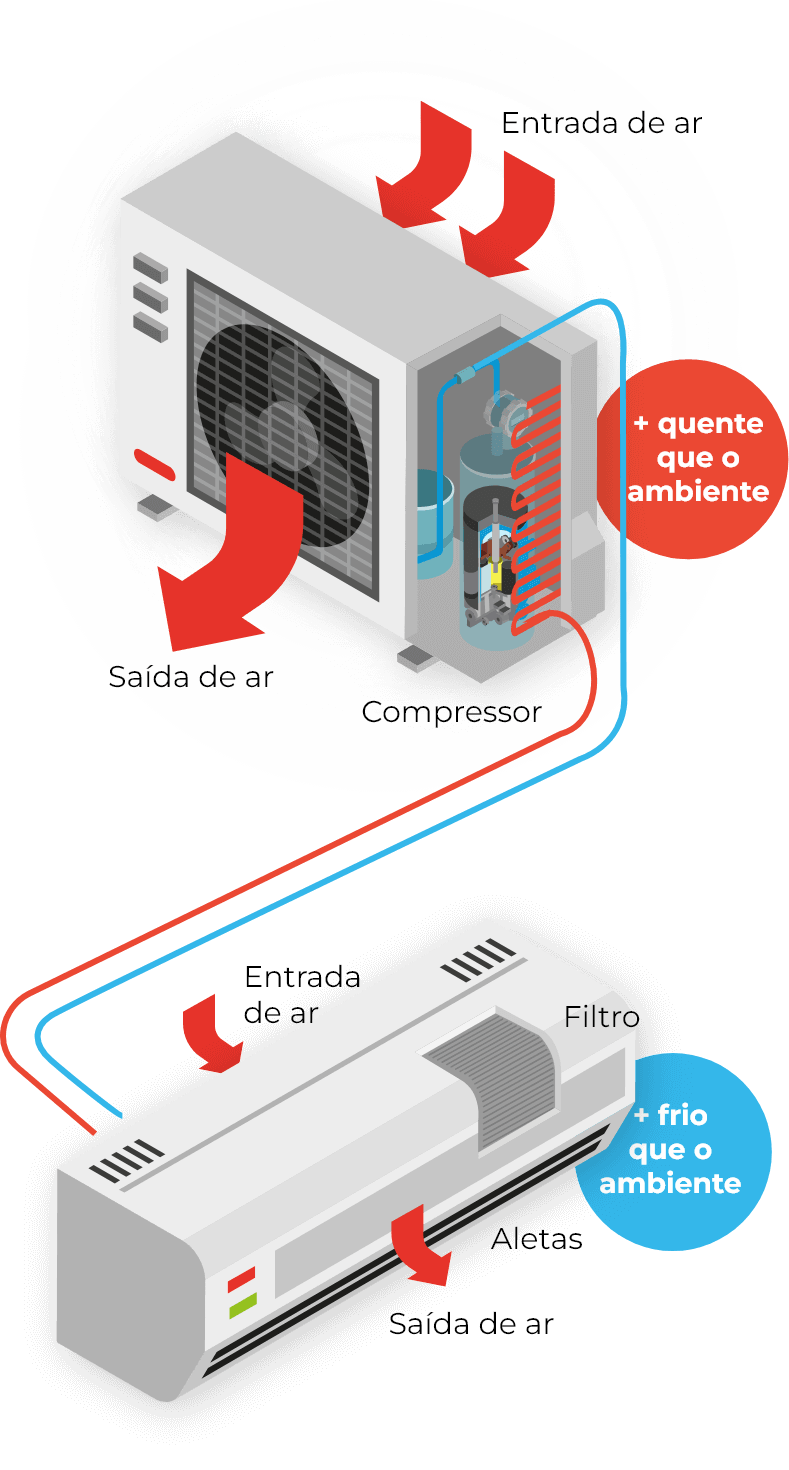 Entrada de ar
+ quente
que o
ambiente
Saída de ar
Compressor
Entrada
de ar
Filtro
+ frio
que o
ambiente
Aletas
Saída de ar